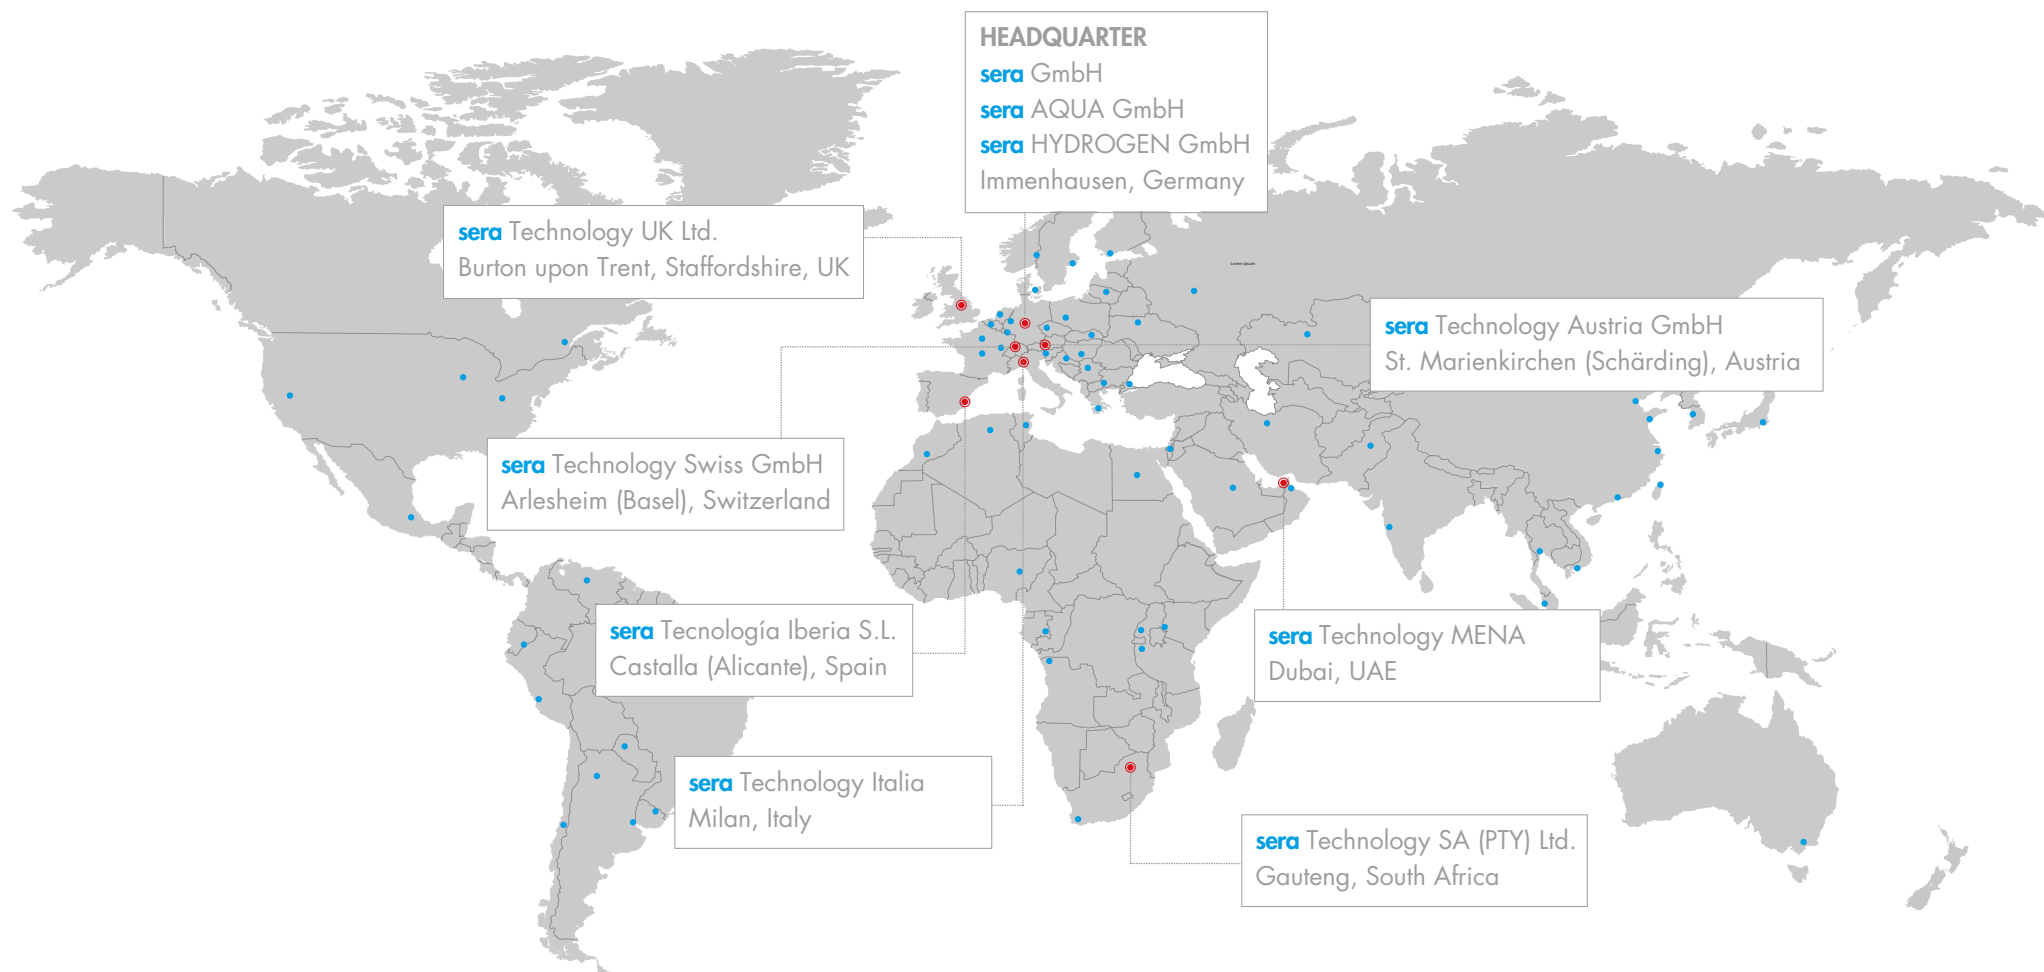 HEADQUARTER
sera GmbH
sera AQUA GmbH
sera HYDROGEN GmbH
Immenhausen, Germany
sera Technology UK Ltd.
Burton upon Trent, Staffordshire, UK
Lorem ipsum
sera Technology Austria GmbH
St. Marienkirchen (Schärding), Austria
sera Technology Swiss GmbH
Arlesheim (Basel), Switzerland
sera Tecnología Iberia S.L.
Castalla (Alicante), Spain
sera Technology MENA
Dubai, UAE
sera Technology Italia
Milan, Italy
sera Technology SA (PTY) Ltd.
Gauteng, South Africa